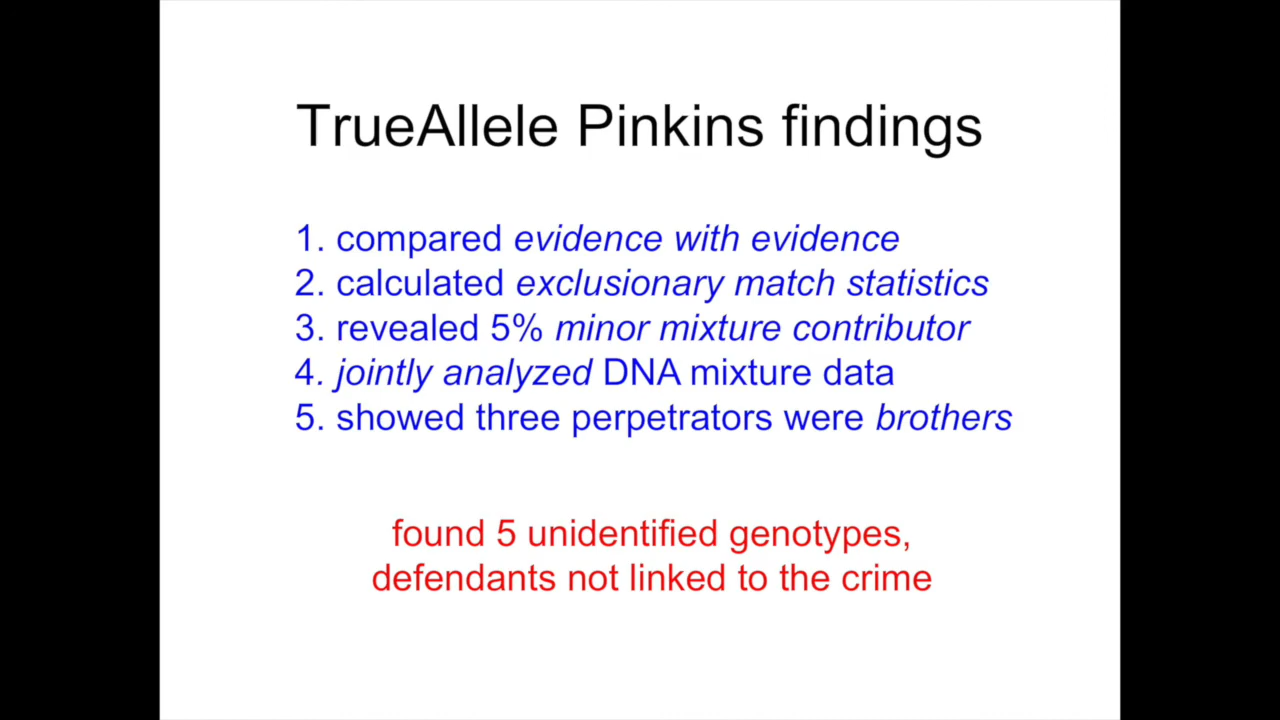 TrueAllele Pinkins findings
1. compared evidence with evidence
2. calculated exclusionary match statistics
3. revealed 5% minor mixture contributor
4. jointly analyzed DNA mixture data
5. showed three perpetrators were brothers
found 5 unidentified genotypes,
defendants not linked to the crime